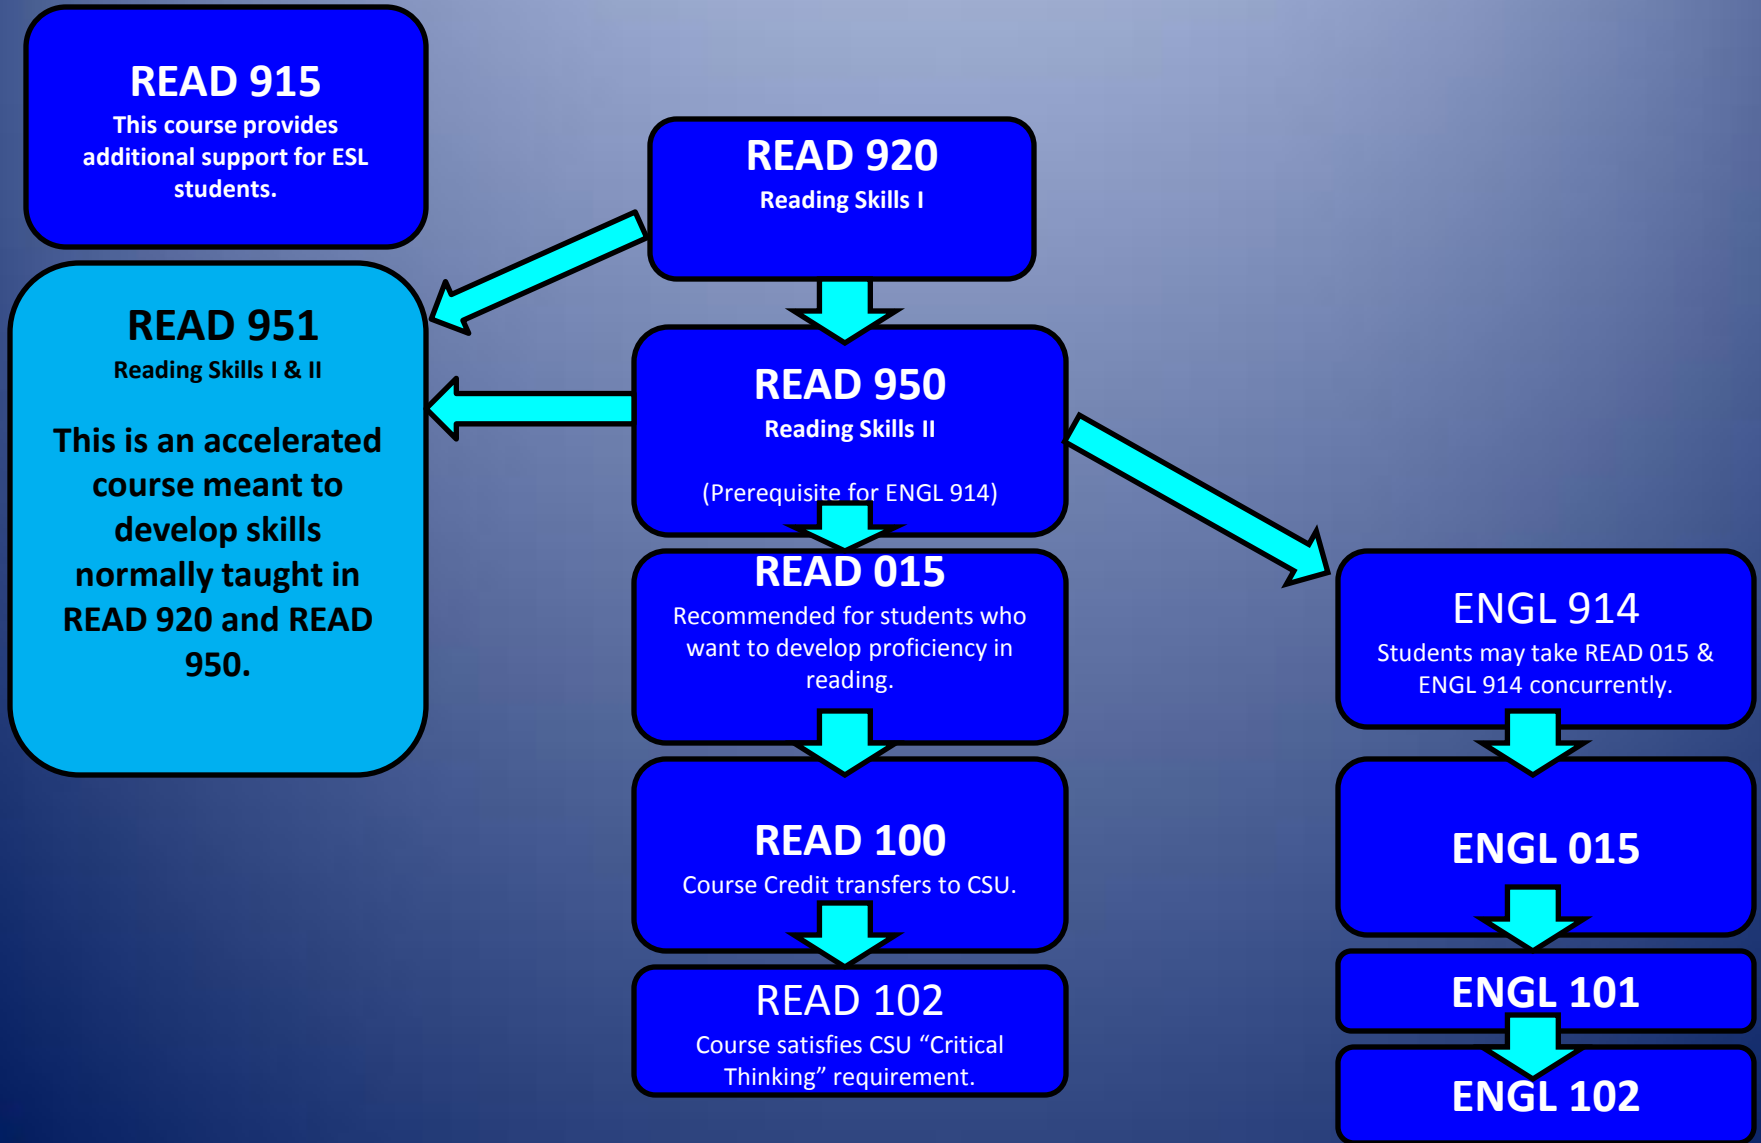 READ 915
This course provides
additional support for ESL
students.
READ 920
Reading Skills I
READ 951
Reading Skills I & II
This is an accelerated
course meant to
develop skills
normally taught in
READ 920 and READ
950.
READ 950
Reading Skills II
(Prerequisite for ENGL 914)
READ 015
Recommended for students who
want to develop proficiency in
reading.
READ 100
Course Credit transfers to CSU.
READ 102
Course satisfies CSU “Critical
Thinking” requirement.
ENGL 914
Students may take READ 015 &
ENGL 914 concurrently.
ENGL 015
ENGL 101
ENGL 102